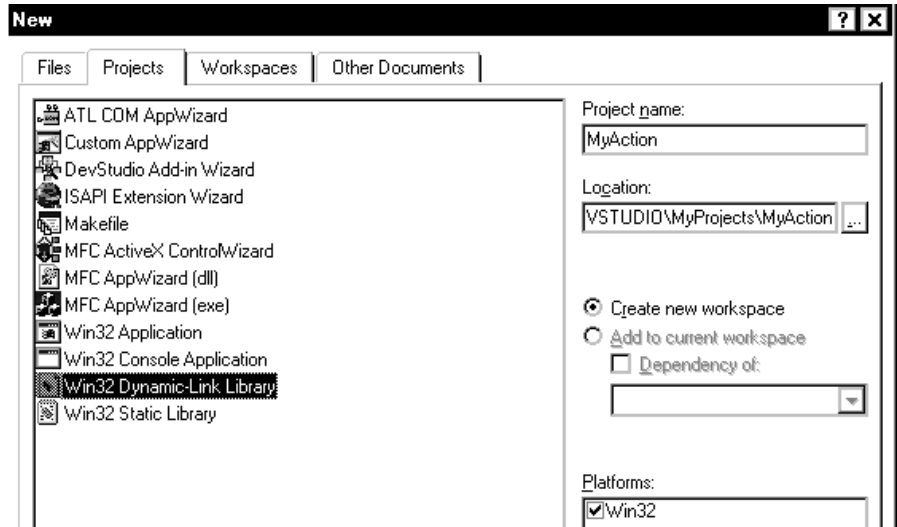 New
Files Projects Workspaces Other Documents
ATL COM AppWizard
Custom AppWizard
DevStudio Add-in Wizard
ISAPI Extension Wizard
Makefile
MFC ActiveX ControlWizard
MFC AppWizard (dll)
MFC AppWizard (exe)
Win32 Application
Win32 Console Application
Win32 Dynamic-Link Library
Win32 Static Library
Project name:
MyAction
Location:
VSTUDIO\MyProjects\MyAction ...
Create new workspace
Add to current workspace
Dependency of:
Platforms:
Win32